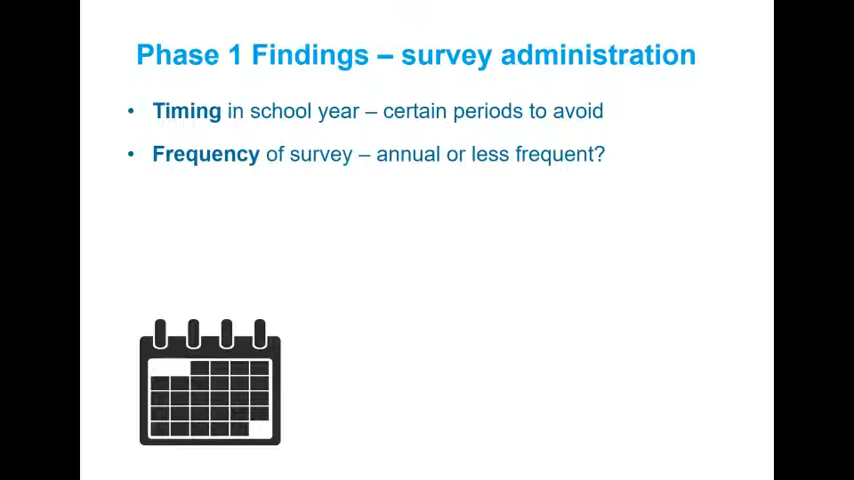 Phase 1 Findings – survey administration
• Timing in school year – certain periods to avoid
• Frequency of survey – annual or less frequent?